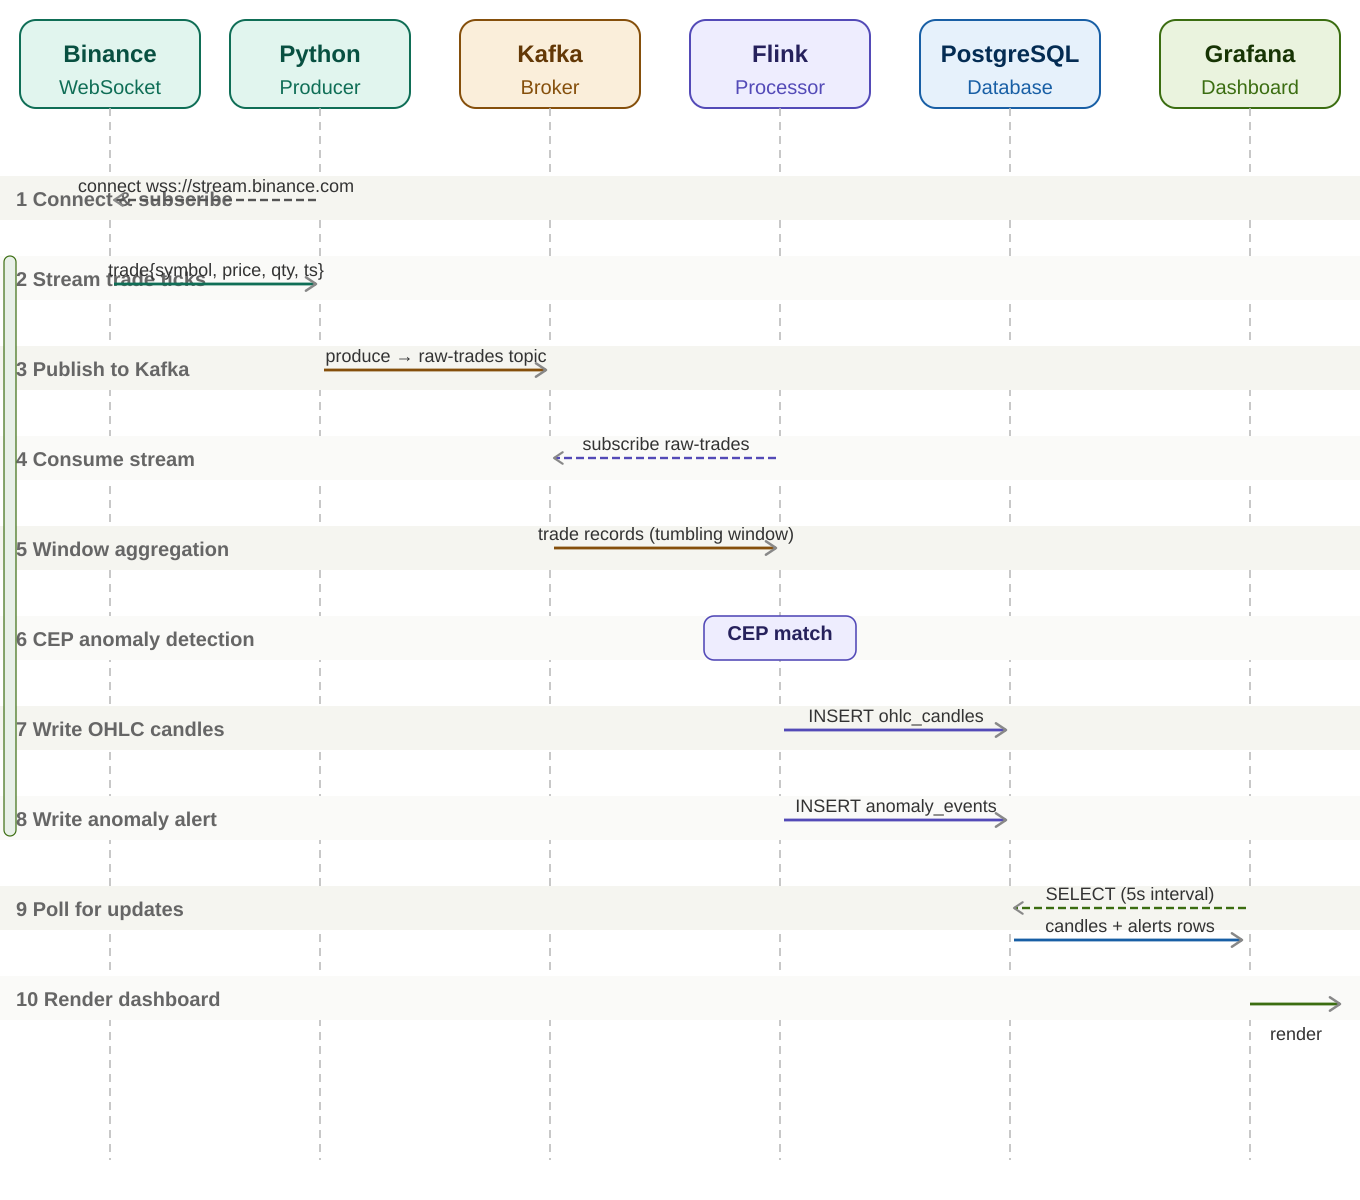 Binance
WebSocket
Python
Producer
Kafka
Broker
Flink
Processor
PostgreSQL
Database
Grafana
Dashboard
connect wss://stream.binance.com
1 Connect & subscribe
trade{symbol, price, qty, ts}
2 Stream trade ticks
produce → raw-trades topic
3 Publish to Kafka
subscribe raw-trades
4 Consume stream
trade records (tumbling window)
5 Window aggregation
CEP match
6 CEP anomaly detection
INSERT ohlc_candles
7 Write OHLC candles
INSERT anomaly_events
8 Write anomaly alert
SELECT (5s interval)
9 Poll for updates
candles + alerts rows
10 Render dashboard
render